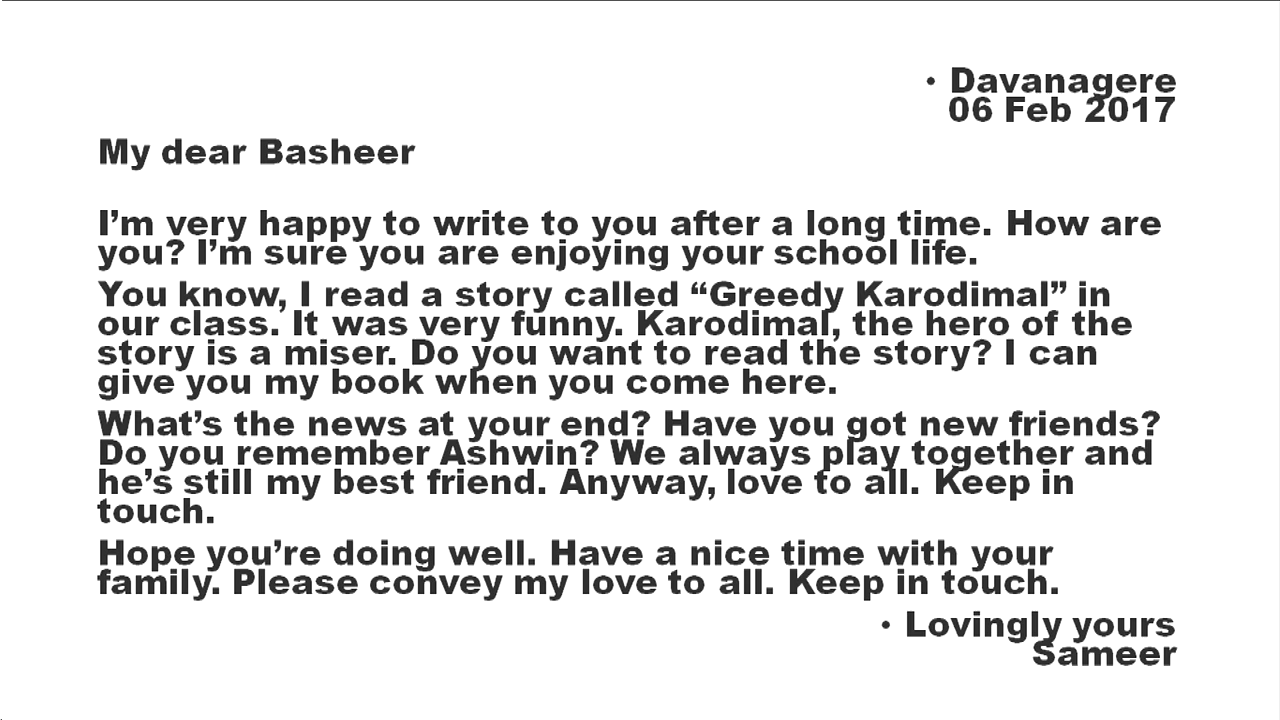 • Davanagere
06 Feb 2017
My dear Basheer
I’m very happy to write to you after a long time. How are
you? I’m sure you are enjoying your school life.
You know, I read a story called “Greedy Karodimal” in
our class. It was very funny. Karodimal, the hero of the
story is a miser. Do you want to read the story? I can
give you my book when you come here.
What’s the news at your end? Have you got new friends?
Do you remember Ashwin? We always play together and
he’s still my best friend. Anyway, love to all. Keep in
touch.
Hope you’re doing well. Have a nice time with your
family. Please convey my love to all. Keep in touch.
• Lovingly yours
Sameer